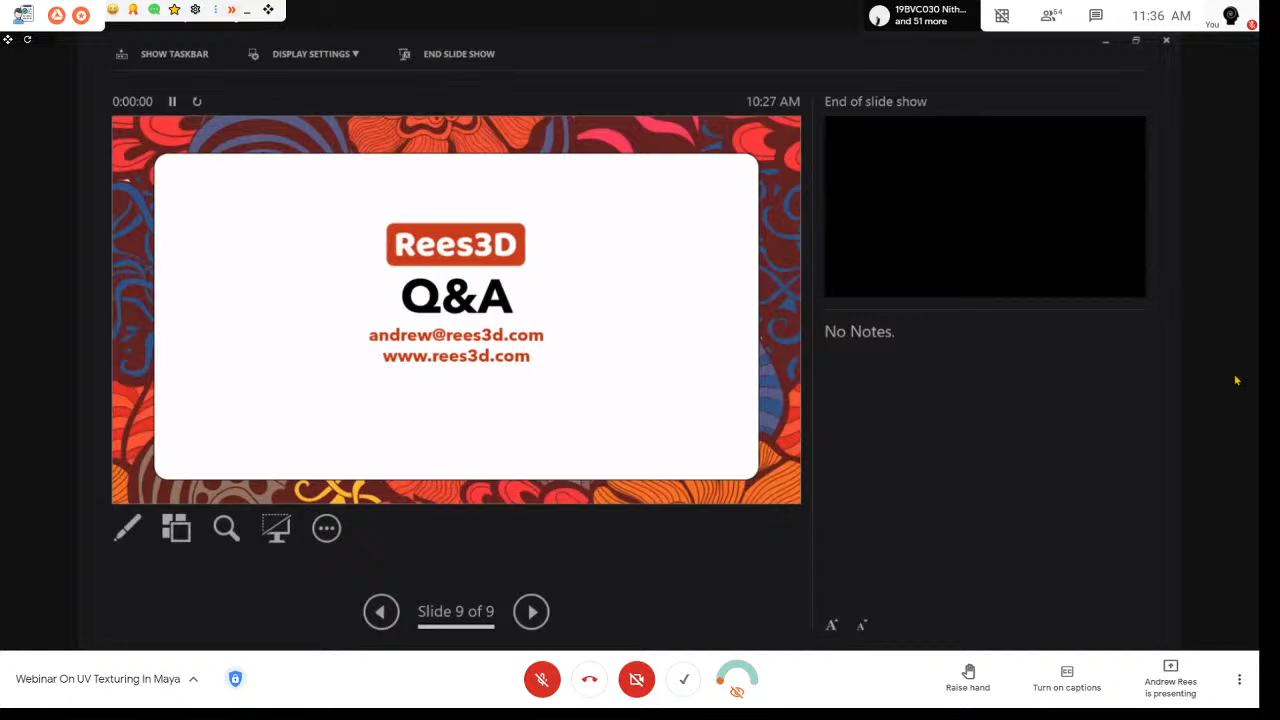 19BVC030 Nith...
and 51 more
54
11:36 AM
You
SHOW TASKBAR
DISPLAY SETTINGS ▼
END SLIDE SHOW
0:00:00
10:27 AM
End of slide show
Rees3D
Q&A
andrew@rees3d.com
www.rees3d.com
No Notes.
Slide 9 of 9
A
A
Webinar On UV Texturing In Maya
Raise hand
CC
Turn on captions
Andrew Rees
is presenting